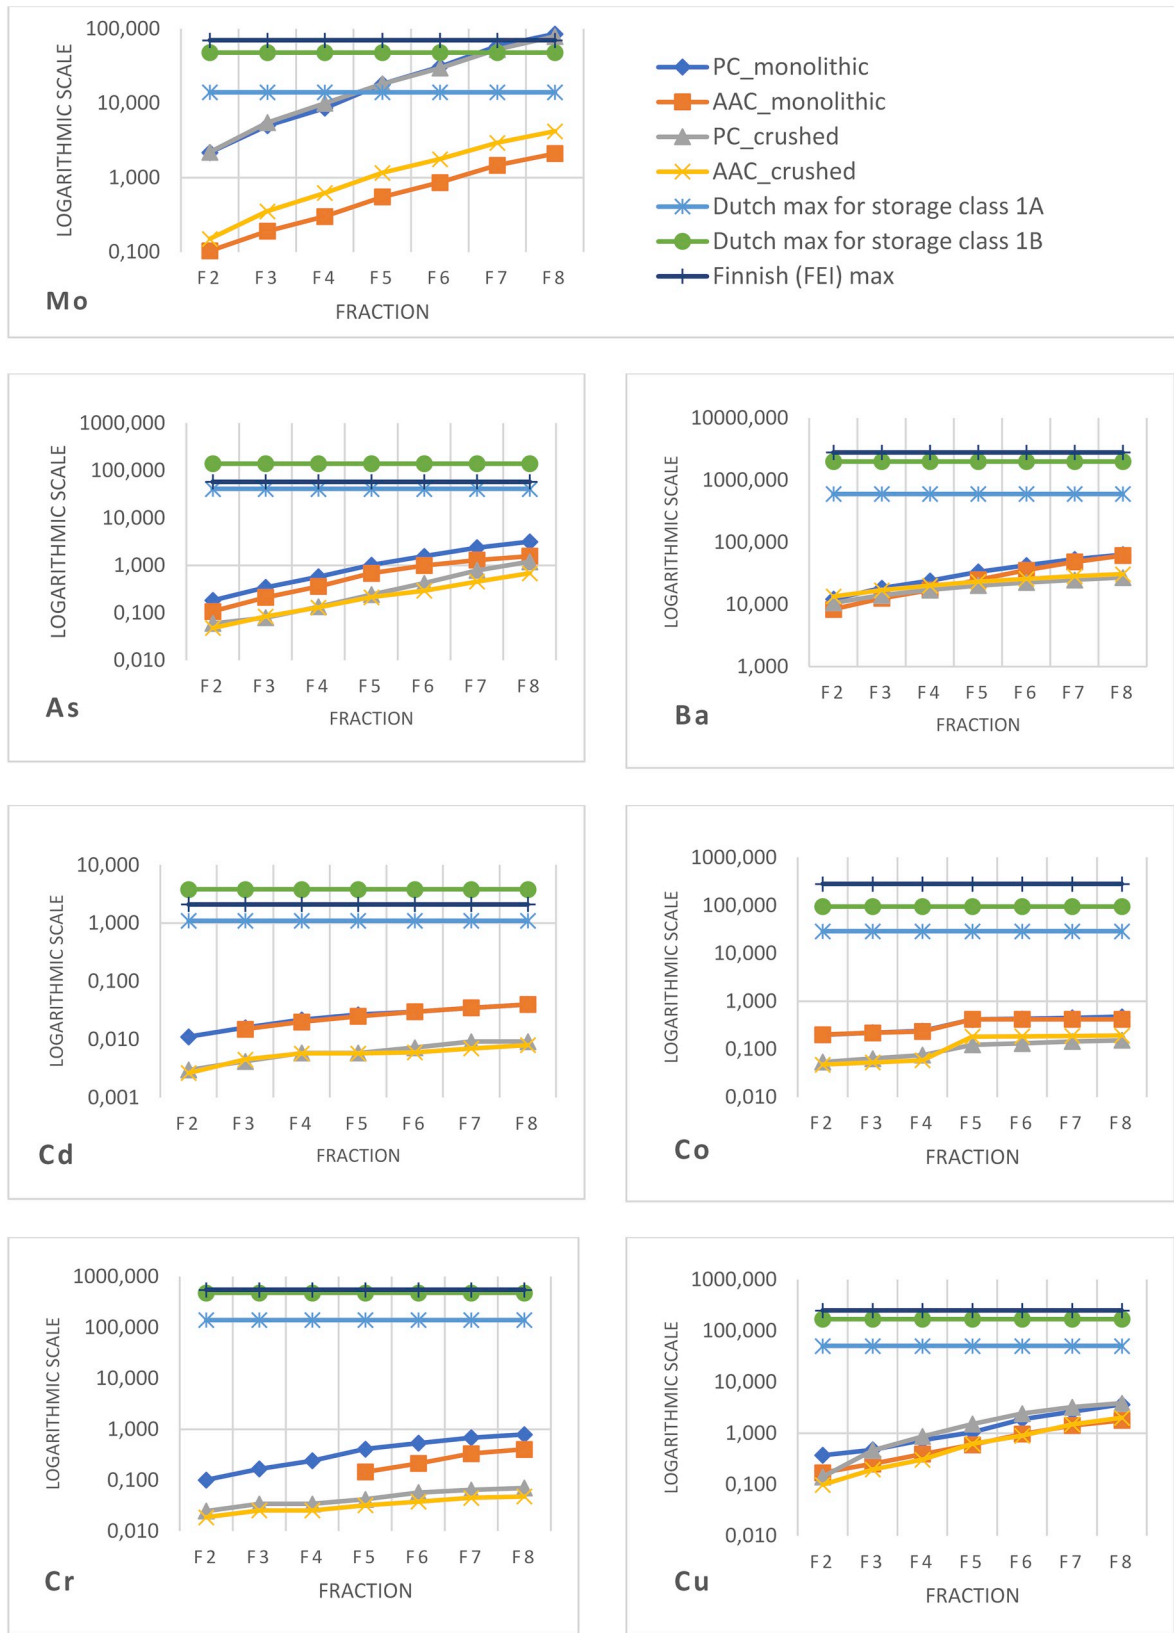 100,000
10,000
1,000
0,100
LOGARITHMIC SCALE
F2 F3 F4 F5 F6 F7 F8
FRACTION
Mo
PC_monolithic
AAC_monolithic
PC_crushed
AAC_crushed
Dutch max for storage class 1A
Dutch max for storage class 1B
Finnish (FEI) max
1000,000
100,000
10,000
1,000
0,100
0,010
LOGARITHMIC SCALE
F2 F3 F4 F5 F6 F7 F8
FRACTION
As
10000,000
1000,000
100,000
10,000
1,000
LOGARITHMIC SCALE
F2 F3 F4 F5 F6 F7 F8
FRACTION
Ba
10,000
1,000
0,100
0,010
0,001
LOGARITHMIC SCALE
F2 F3 F4 F5 F6 F7 F8
FRACTION
Cd
1000,000
100,000
10,000
1,000
0,100
0,010
LOGARITHMIC SCALE
F2 F3 F4 F5 F6 F7 F8
FRACTION
Co
1000,000
100,000
10,000
1,000
0,100
0,010
LOGARITHMIC SCALE
F2 F3 F4 F5 F6 F7 F8
FRACTION
Cr
1000,000
100,000
10,000
1,000
0,100
0,010
LOGARITHMIC SCALE
F2 F3 F4 F5 F6 F7 F8
FRACTION
Cu